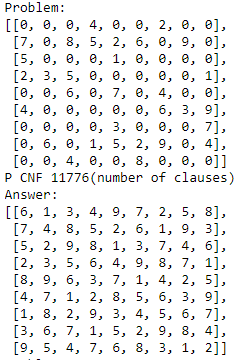 Problem:
[[0, 0, 0, 4, 0, 0, 2, 0, 0],
[7, 0, 8, 5, 2, 6, 0, 9, 0],
[5, 0, 0, 0, 1, 0, 0, 0, 0],
[2, 3, 5, 0, 0, 0, 0, 0, 1],
[0, 0, 6, 0, 7, 0, 4, 0, 0],
[4, 0, 0, 0, 0, 0, 6, 3, 9],
[0, 0, 0, 0, 3, 0, 0, 0, 7],
[0, 6, 0, 1, 5, 2, 9, 0, 4],
[0, 0, 4, 0, 0, 8, 0, 0, 0]]
P CNF 11776(number of clauses)
Answer:
[[6, 1, 3, 4, 9, 7, 2, 5, 8],
[7, 4, 8, 5, 2, 6, 1, 9, 3],
[5, 2, 9, 8, 1, 3, 7, 4, 6],
[2, 3, 5, 6, 4, 9, 8, 7, 1],
[8, 9, 6, 3, 7, 1, 4, 2, 5],
[4, 7, 1, 2, 8, 5, 6, 3, 9],
[1, 8, 2, 9, 3, 4, 5, 6, 7],
[3, 6, 7, 1, 5, 2, 9, 8, 4],
[9, 5, 4, 7, 6, 8, 3, 1, 2]]